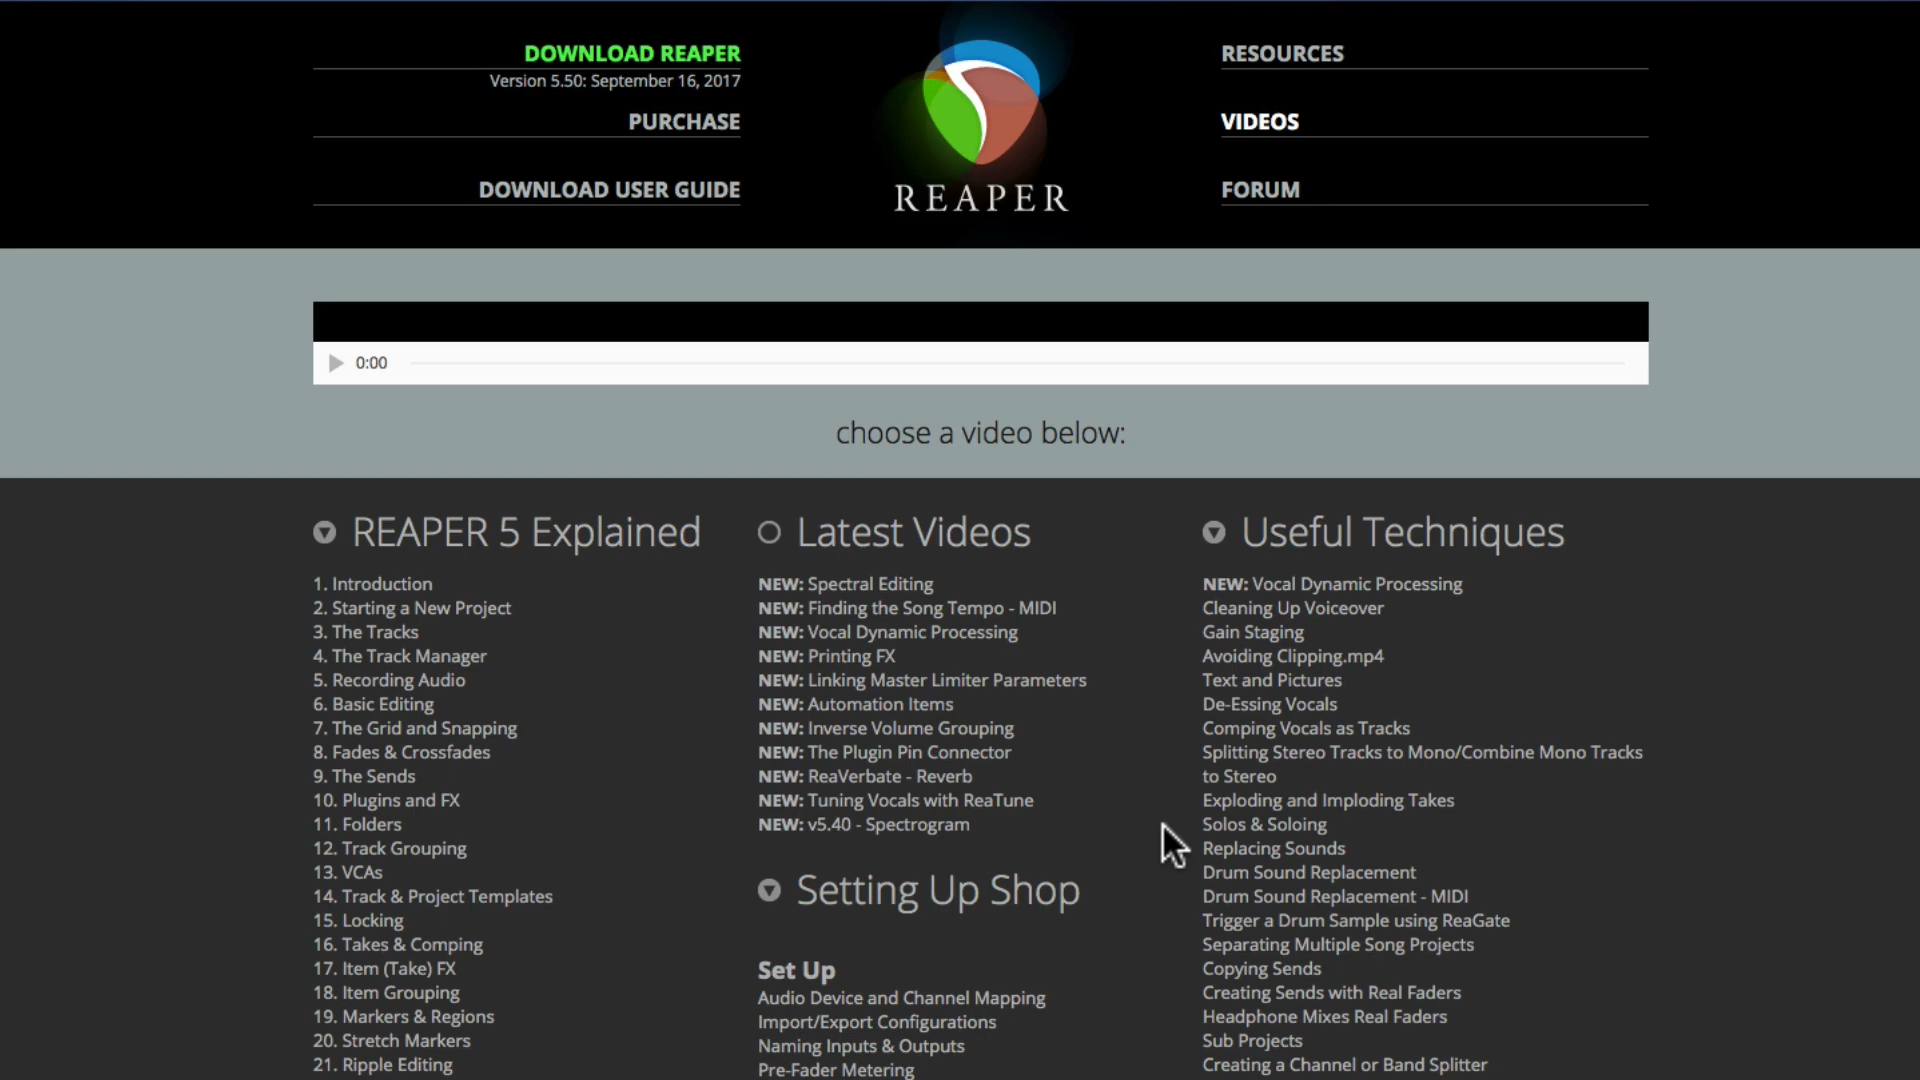 DOWNLOAD REAPER
Version 5.50: September 16, 2017
PURCHASE
DOWNLOAD USER GUIDE
REAPER
RESOURCES
VIDEOS
FORUM
0:00
choose a video below:
REAPER 5 Explained
1. Introduction
2. Starting a New Project
3. The Tracks
4. The Track Manager
5. Recording Audio
6. Basic Editing
7. The Grid and Snapping
8. Fades & Crossfades
9. The Sends
10. Plugins and FX
11. Folders
12. Track Grouping
13. VCAs
14. Track & Project Templates
15. Locking
16. Takes & Comping
17. Item (Take) FX
18. Item Grouping
19. Markers & Regions
20. Stretch Markers
21. Ripple Editing
Latest Videos
NEW: Spectral Editing
NEW: Finding the Song Tempo - MIDI
NEW: Vocal Dynamic Processing
NEW: Printing FX
NEW: Linking Master Limiter Parameters
NEW: Automation Items
NEW: Inverse Volume Grouping
NEW: The Plugin Pin Connector
NEW: ReaVerbate - Reverb
NEW: Tuning Vocals with ReaTune
NEW: v5.40 - Spectrogram
Setting Up Shop
Set Up
Audio Device and Channel Mapping
Import/Export Configurations
Naming Inputs & Outputs
Pre-Fader Metering
Useful Techniques
NEW: Vocal Dynamic Processing
Cleaning Up Voiceover
Gain Staging
Avoiding Clipping.mp4
Text and Pictures
De-Essing Vocals
Comping Vocals as Tracks
Splitting Stereo Tracks to Mono/Combine Mono Tracks
to Stereo
Exploding and Imploding Takes
Solos & Soloing
Replacing Sounds
Drum Sound Replacement
Drum Sound Replacement - MIDI
Trigger a Drum Sample using ReaGate
Separating Multiple Song Projects
Copying Sends
Creating Sends with Real Faders
Headphone Mixes Real Faders
Sub Projects
Creating a Channel or Band Splitter